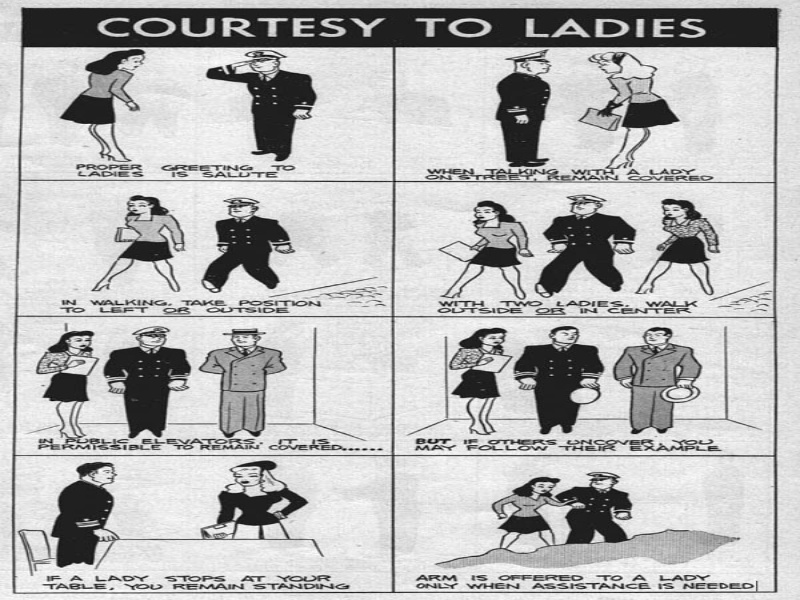 COURTESY TO LADIES
PROPER GREETING TO
LADIES IS SALUTE
WHEN TALKING WITH A LADY
ON STREET, REMAIN COVERED
IN WALKING, TAKE POSITION
TO LEFT OR OUTSIDE
WITH TWO LADIES, WALK
OUTSIDE OR IN CENTER
IN PUBLIC ELEVATORS, IT IS
PERMISSIBLE TO REMAIN COVERED......
BUT IF OTHERS UNCOVER, YOU
MAY FOLLOW THEIR EXAMPLE
IF A LADY STOPS AT YOUR
TABLE, YOU REMAIN STANDING
ARM IS OFFERED TO A LADY
ONLY WHEN ASSISTANCE IS NEEDED